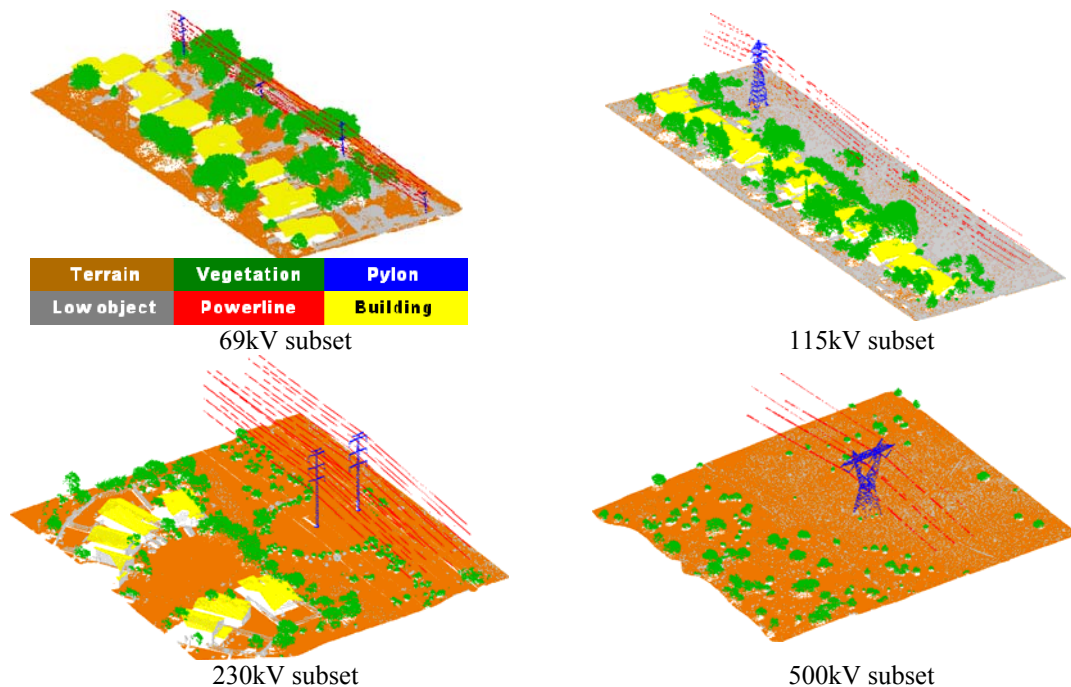 Terrain Vegetation Pylon
Low object Powerline Building
69kV subset
115kV subset
230kV subset
500kV subset